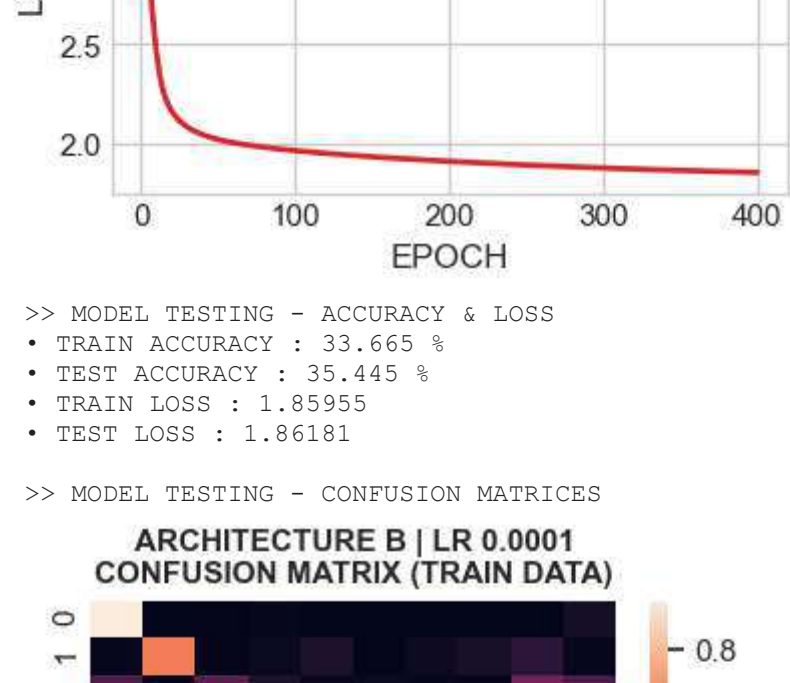 2.5
2.0
0 100 200 300 400
EPOCH
>> MODEL TESTING - ACCURACY & LOSS
• TRAIN ACCURACY : 33.665 %
• TEST ACCURACY : 35.445 %
• TRAIN LOSS : 1.85955
• TEST LOSS : 1.86181
>> MODEL TESTING - CONFUSION MATRICES
ARCHITECTURE B | LR 0.0001
CONFUSION MATRIX (TRAIN DATA)
0
1
0.8